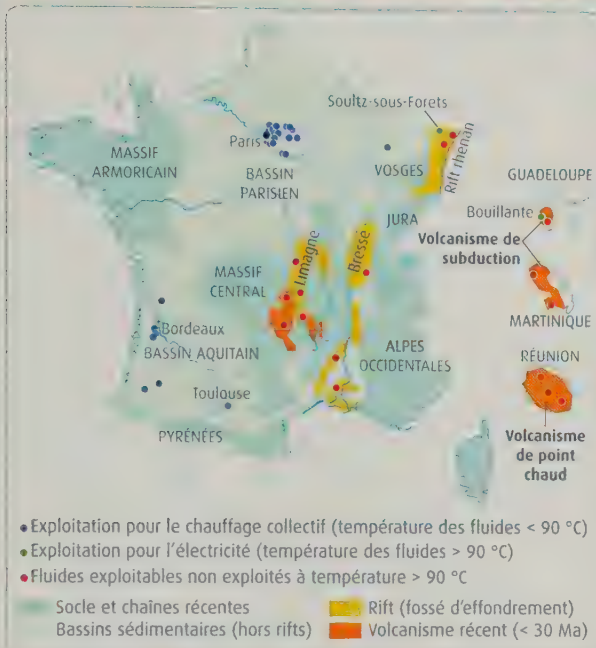 Soultz-sous-Forets
Paris
MASSIF
ARMORICAIN
BASSIN
PARISIEN
VOSGES
Rift rhénan
GUADELOUPE
JURA
Bouillante
Volcanisme de
subduction
Limagne
Bresse
MASSIF
CENTRAL
MARTINIQUE
Bordeaux
BASSIN AQUITAIN
ALPES
OCCIDENTALES
RÉUNION
Toulouse
PYRÉNÉES
Volcanisme
de point
chaud
Exploitation pour le chauffage collectif (température des fluides < 90 °C)
Exploitation pour l'électricité (température des fluides > 90 °C)
Fluides exploitables non exploités à température > 90 °C
Socle et chaînes récentes
Rift (fossé d'effondrement)
Bassins sédimentaires (hors rifts)
Volcanisme récent (< 30 Ma)